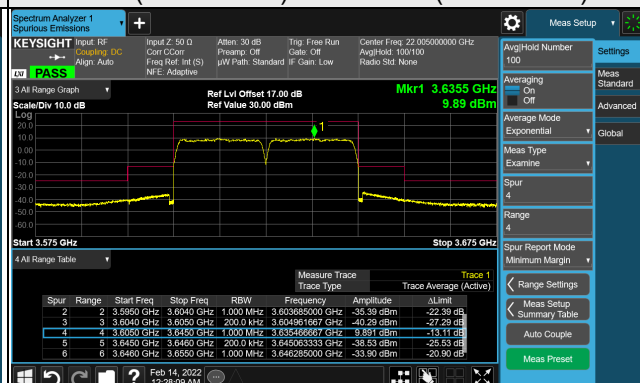 Spectrum Analyzer 1
Spurious Emissions
Meas Setup
KEYSIGHT Input: RF
Coupling: DC
Align: Auto
Input Z: 50 Ω
Corr CCorr
Freq Ref: Int (S)
NFE: Adaptive
Atten: 30 dB
Preamp: Off
µW Path: Standard
Trig: Free Run
Gate: Off
IF Gain: Low
Center Freq: 22.005000000 GHz
Avg|Hold: 100/100
Radio Std: None
LXI PASS
3 All Range Graph
Scale/Div 10.0 dB
Ref Lvl Offset 17.00 dB
Ref Value 30.00 dBm
Mkr1 3.6355 GHz
9.89 dBm
Log
20.0
10.0
0.00
-10.0
-20.0
-30.0
-40.0
-50.0
-60.0
1
Start 3.575 GHz
Stop 3.675 GHz
4 All Range Table
Measure Trace Trace 1
Trace Type Trace Average (Active)
Spur Range Start Freq Stop Freq RBW Frequency Amplitude ΔLimit
2 2 3.5950 GHz 3.6040 GHz 1.000 MHz 3.603685000 GHz -35.39 dBm -22.39 dB
3 3 3.6040 GHz 3.6050 GHz 200.0 kHz 3.604961667 GHz -40.29 dBm -27.29 dB
4 4 3.6050 GHz 3.6450 GHz 1.000 MHz 3.635466667 GHz 9.891 dBm -13.11 dB
5 5 3.6450 GHz 3.6460 GHz 200.0 kHz 3.645063333 GHz -38.53 dBm -25.53 dB
6 6 3.6460 GHz 3.6550 GHz 1.000 MHz 3.646285000 GHz -33.90 dBm -20.90 dB
Feb 14, 2022
12:28:09 AM
Avg|Hold Number
100
Averaging
On
Off
Average Mode
Exponential
Meas Type
Examine
Spur
4
Range
4
Spur Report Mode
Minimum Margin
Range Settings
Meas Setup
Summary Table
Auto Couple
Meas Preset
Settings
Meas
Standard
Advanced
Global